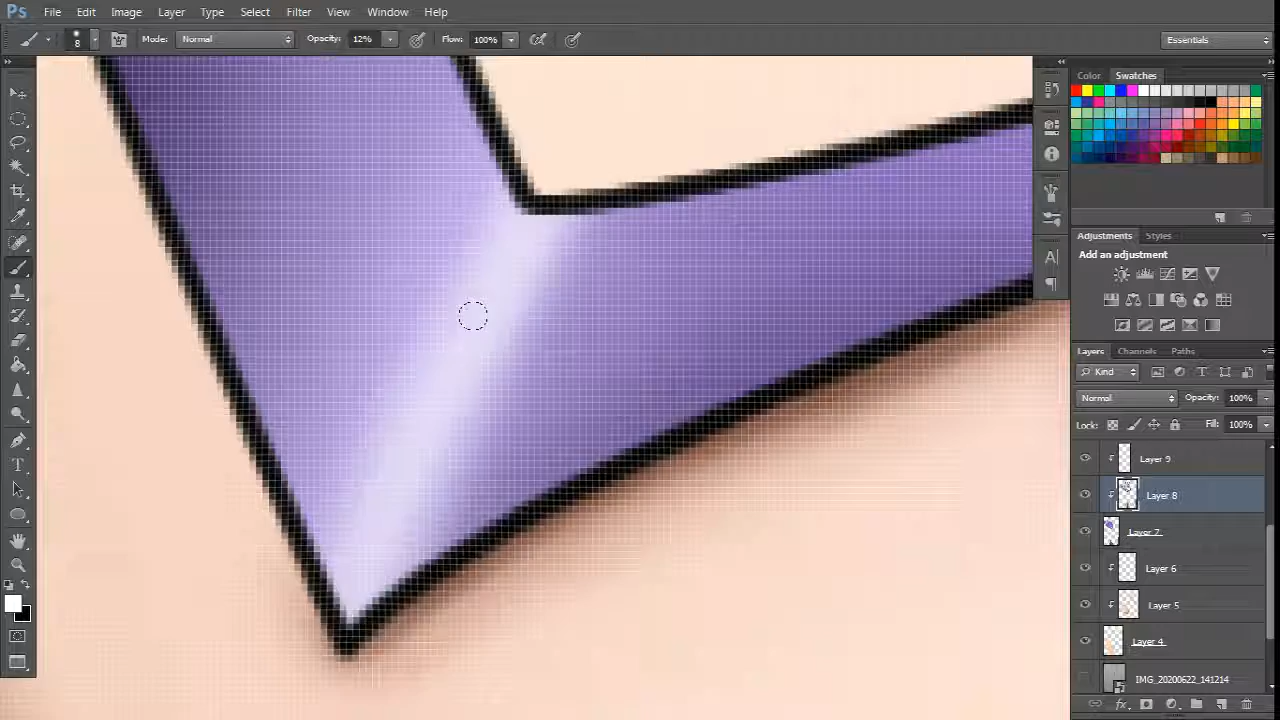 Ps File Edit Image Layer Type Select Filter View Window Help
8 Mode: Normal Opacity: 12% Flow: 100% Essentials
Color Swatches
Adjustments Styles
Add an adjustment
Layers Channels Paths
Kind
Normal Opacity: 100%
Lock: Fill: 100%
Layer 9
Layer 8
Layer 7
Layer 6
Layer 5
Layer 4
IMG_20200622_141214
fx